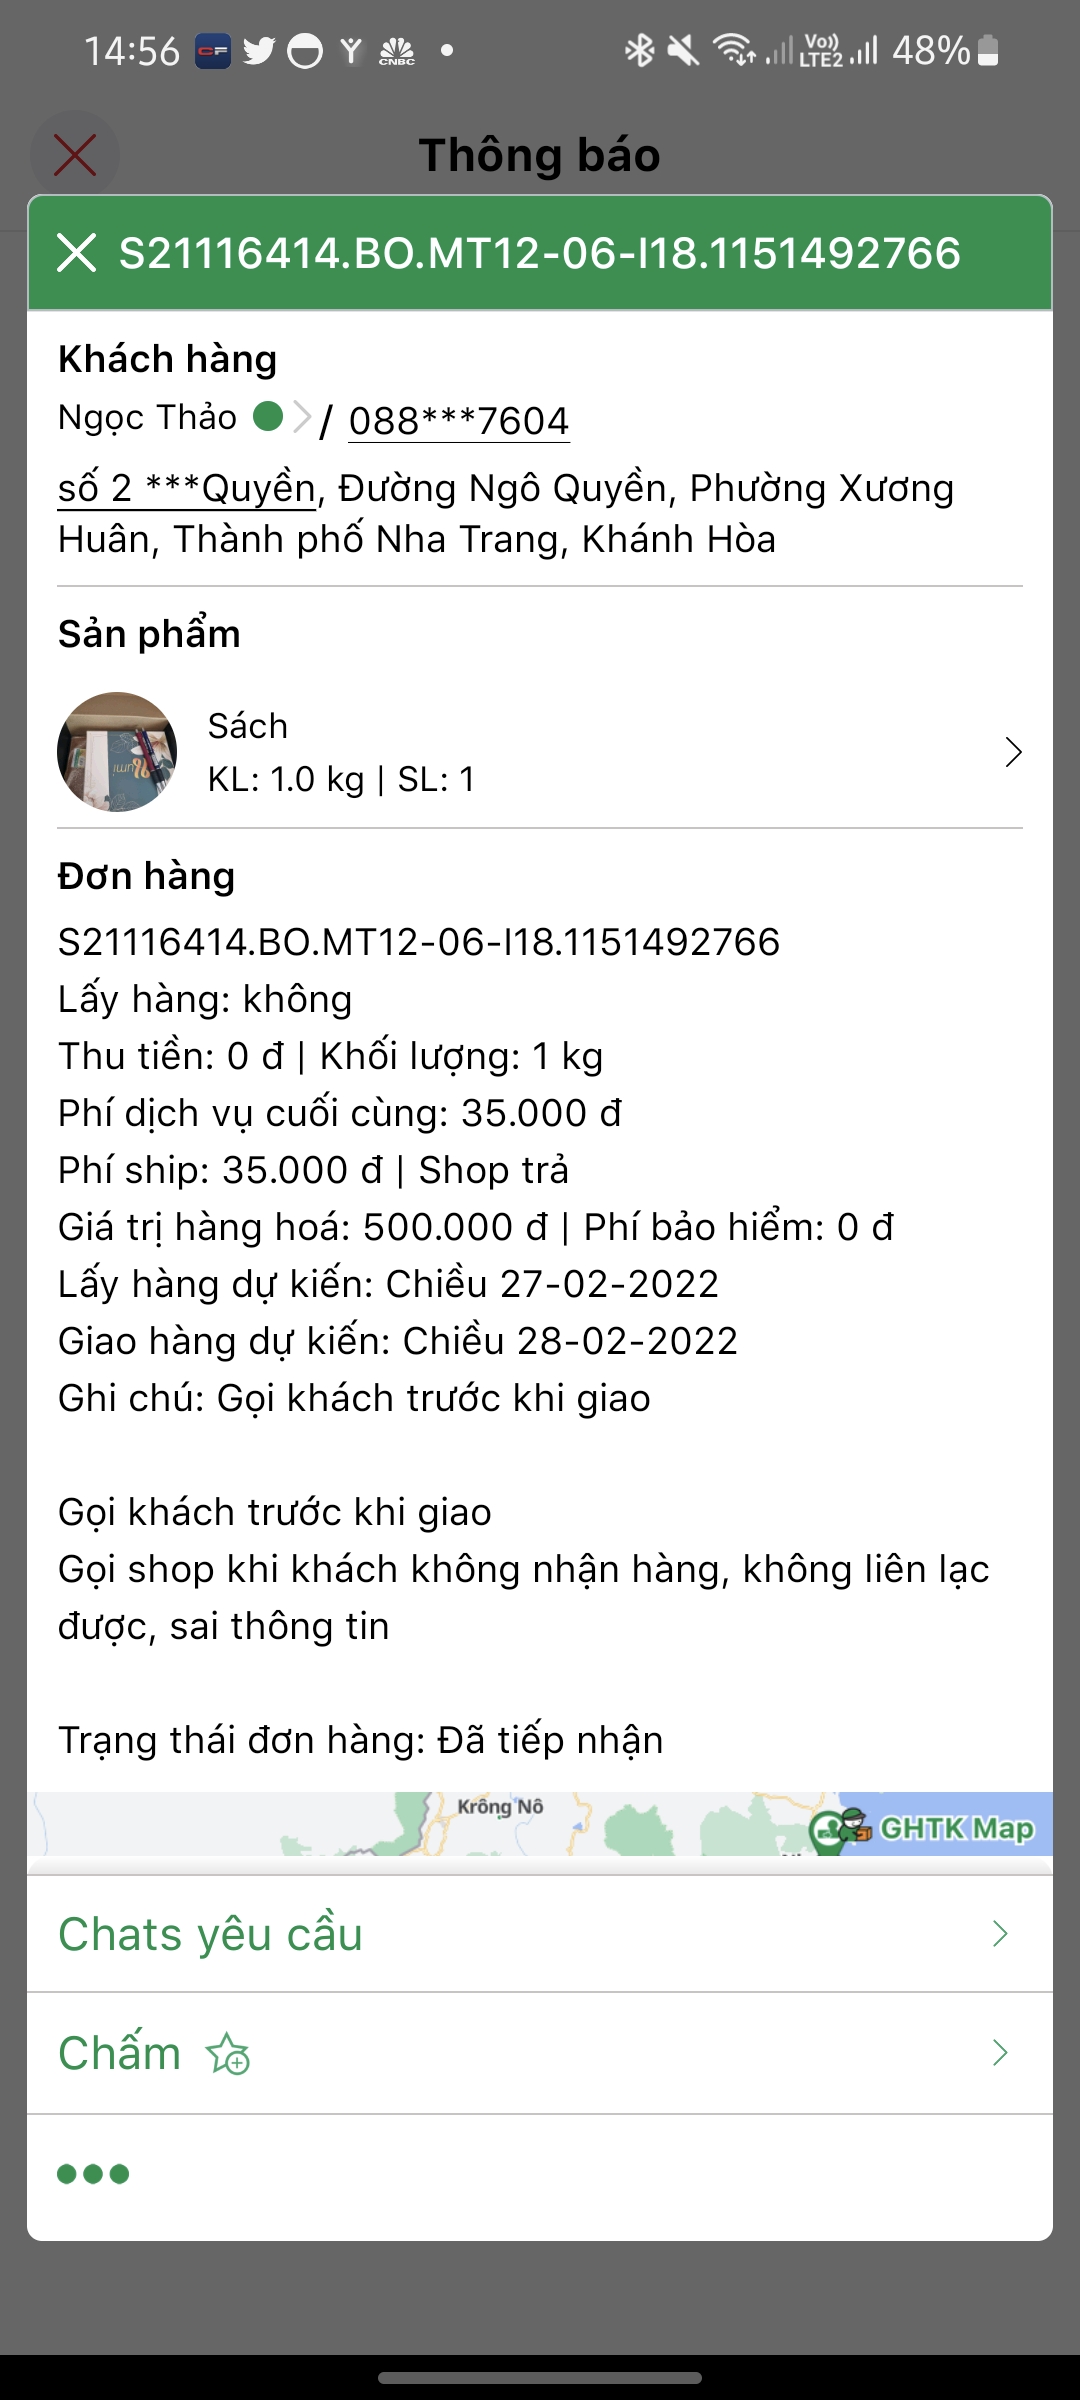 14:56 CF CNBC Vo)) LTE2 48%
Thông báo
S21116414.BO.MT12-06-I18.1151492766
Khách hàng
Ngọc Thảo / 088***7604
số 2 ***Quyền, Đường Ngô Quyền, Phường Xương
Huân, Thành phố Nha Trang, Khánh Hòa
Sản phẩm
Sách
KL: 1.0 kg | SL: 1
Đơn hàng
S21116414.BO.MT12-06-I18.1151492766
Lấy hàng: không
Thu tiền: 0 đ | Khối lượng: 1 kg
Phí dịch vụ cuối cùng: 35.000 đ
Phí ship: 35.000 đ | Shop trả
Giá trị hàng hoá: 500.000 đ | Phí bảo hiểm: 0 đ
Lấy hàng dự kiến: Chiều 27-02-2022
Giao hàng dự kiến: Chiều 28-02-2022
Ghi chú: Gọi khách trước khi giao
Gọi khách trước khi giao
Gọi shop khi khách không nhận hàng, không liên lạc
được, sai thông tin
Trạng thái đơn hàng: Đã tiếp nhận
Krông Nô
GHTK Map
Chats yêu cầu
Chấm